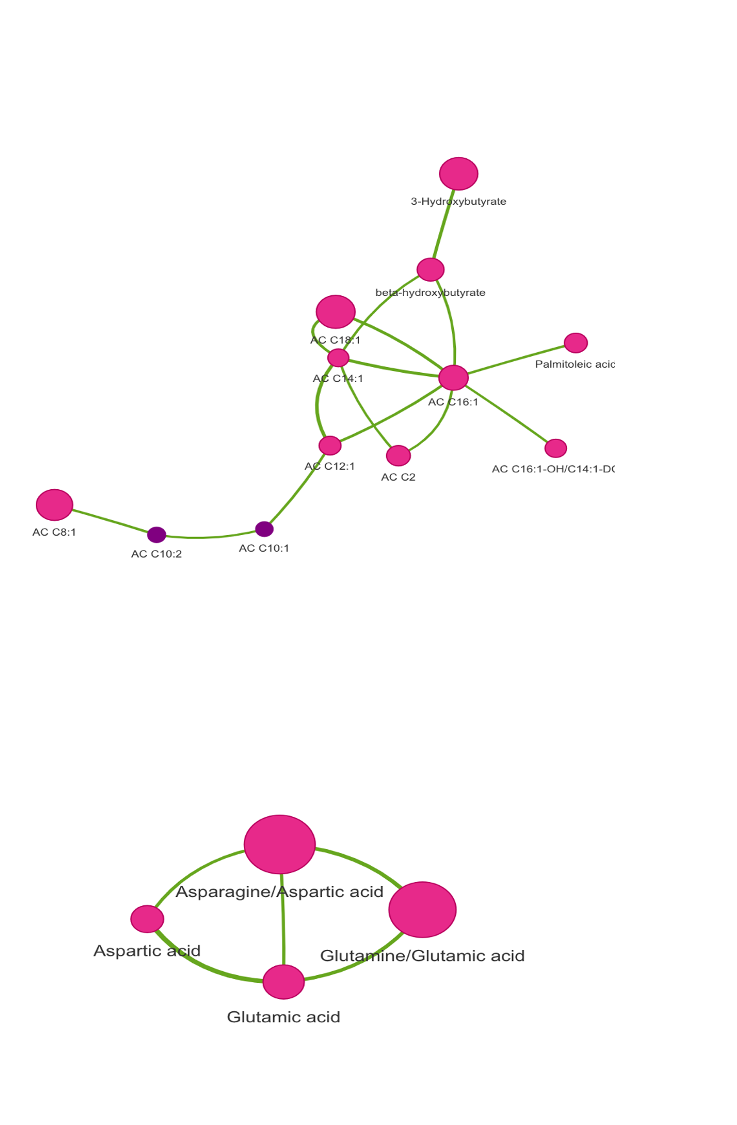 3-Hydroxybutyrate
beta-hydroxybutyrate
AC C18:1
Palmitoleic acid
AC C14:1
AC C16:1
AC C12:1
AC C16:1-OH/C14:1-DC
AC C2
AC C8:1
AC C10:1
AC C10:2
Asparagine/Aspartic acid
Aspartic acid
Glutamine/Glutamic acid
Glutamic acid